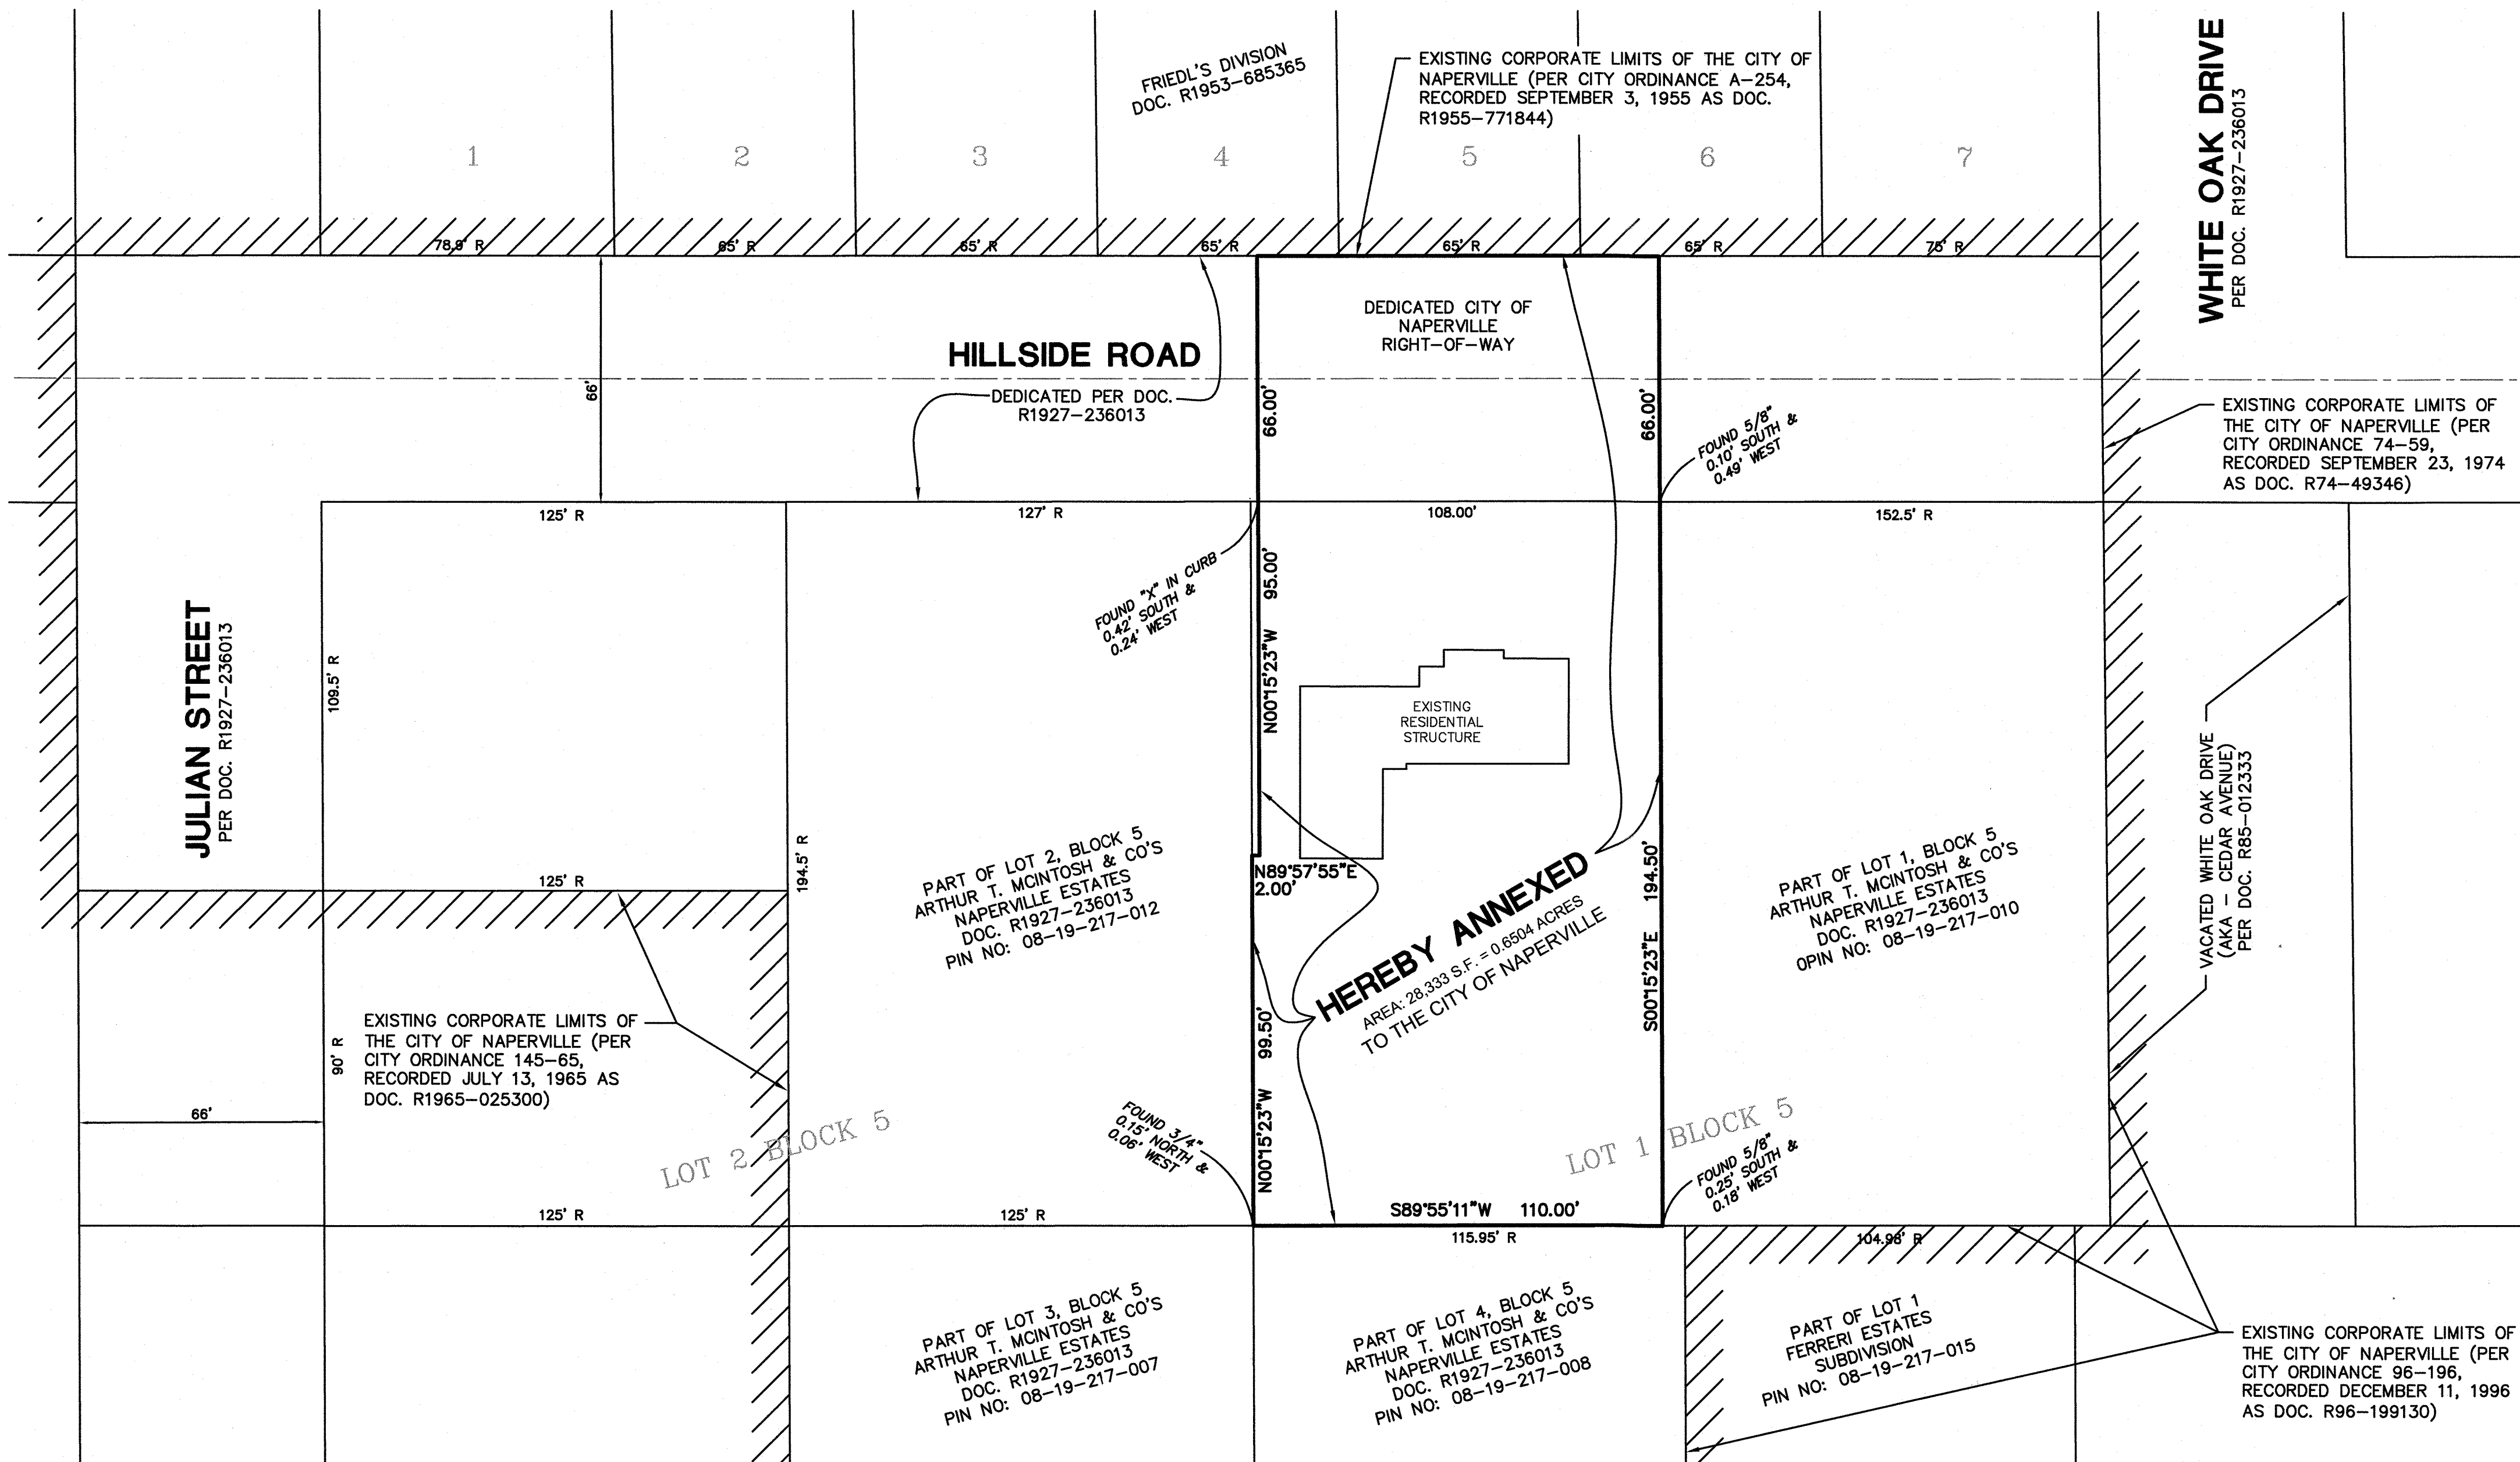 FRIEDL'S DIVISION
DOC. R1953-685365
EXISTING CORPORATE LIMITS OF THE CITY OF
NAPERVILLE (PER CITY ORDINANCE A-254,
RECORDED SEPTEMBER 3, 1955 AS DOC.
R1955-771844)
WHITE OAK DRIVE
PER DOC. R1927-236013
1
2
3
4
5
6
7
78.9' R
65' R
65' R
65' R
65' R
65' R
75' R
DEDICATED CITY OF
NAPERVILLE
RIGHT-OF-WAY
HILLSIDE ROAD
DEDICATED PER DOC.
R1927-236013
66'
66.00'
66.00'
FOUND 5/8"
0.10' SOUTH &
0.49' WEST
EXISTING CORPORATE LIMITS OF
THE CITY OF NAPERVILLE (PER
CITY ORDINANCE 74-59,
RECORDED SEPTEMBER 23, 1974
AS DOC. R74-49346)
125' R
127' R
108.00'
152.5' R
FOUND "X" IN CURB
0.42' SOUTH &
0.24' WEST
N00°15'23"W 95.00'
JULIAN STREET
PER DOC. R1927-236013
109.5' R
EXISTING
RESIDENTIAL
STRUCTURE
VACATED WHITE OAK DRIVE
(AKA - CEDAR AVENUE)
PER DOC. R85-012333
194.5' R
PART OF LOT 2, BLOCK 5
ARTHUR T. MCINTOSH & CO'S
NAPERVILLE ESTATES
DOC. R1927-236013
PIN NO: 08-19-217-012
N89°57'55"E
2.00'
HEREBY ANNEXED
AREA: 28,333 S.F. = 0.6504 ACRES
TO THE CITY OF NAPERVILLE
S00°15'23"E 194.50'
PART OF LOT 1, BLOCK 5
ARTHUR T. MCINTOSH & CO'S
NAPERVILLE ESTATES
DOC. R1927-236013
0PIN NO: 08-19-217-010
125' R
EXISTING CORPORATE LIMITS OF
THE CITY OF NAPERVILLE (PER
CITY ORDINANCE 145-65,
RECORDED JULY 13, 1965 AS
DOC. R1965-025300)
90' R
66'
N00°15'23"W 99.50'
LOT 2 BLOCK 5
FOUND 3/4"
0.15' NORTH &
0.06' WEST
LOT 1 BLOCK 5
FOUND 5/8"
0.25' SOUTH &
0.18' WEST
125' R
125' R
S89°55'11"W 110.00'
115.95' R
104.98' R
PART OF LOT 3, BLOCK 5
ARTHUR T. MCINTOSH & CO'S
NAPERVILLE ESTATES
DOC. R1927-236013
PIN NO: 08-19-217-007
PART OF LOT 4, BLOCK 5
ARTHUR T. MCINTOSH & CO'S
NAPERVILLE ESTATES
DOC. R1927-236013
PIN NO: 08-19-217-008
PART OF LOT 1
FERRERI ESTATES
SUBDIVISION
PIN NO: 08-19-217-015
EXISTING CORPORATE LIMITS OF
THE CITY OF NAPERVILLE (PER
CITY ORDINANCE 96-196,
RECORDED DECEMBER 11, 1996
AS DOC. R96-199130)